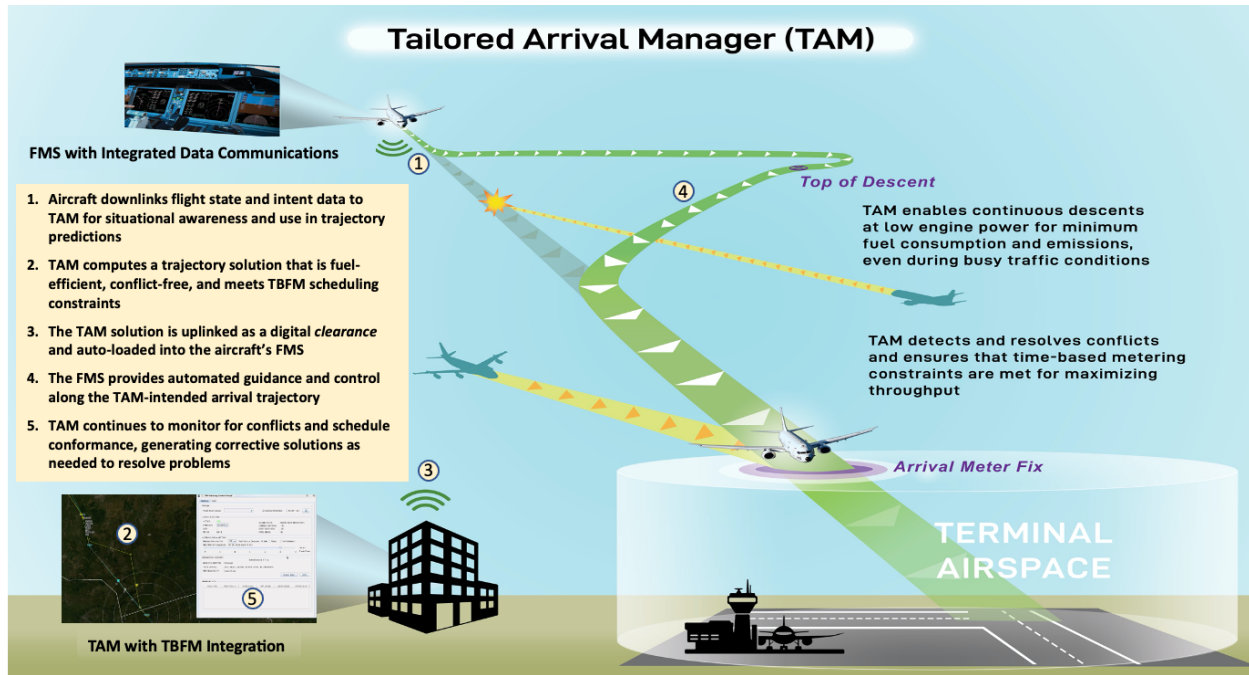 Tailored Arrival Manager (TAM)
FMS with Integrated Data Communications
1
1. Aircraft downlinks flight state and intent data to
TAM for situational awareness and use in trajectory
predictions
2. TAM computes a trajectory solution that is fuel-
efficient, conflict-free, and meets TBFM scheduling
constraints
3. The TAM solution is uplinked as a digital clearance
and auto-loaded into the aircraft's FMS
4. The FMS provides automated guidance and control
along the TAM-intended arrival trajectory
5. TAM continues to monitor for conflicts and schedule
conformance, generating corrective solutions as
needed to resolve problems
4
Top of Descent
TAM enables continuous descents
at low engine power for minimum
fuel consumption and emissions,
even during busy traffic conditions
TAM detects and resolves conflicts
and ensures that time-based metering
constraints are met for maximizing
throughput
3
Arrival Meter Fix
2
5
TERMINAL
AIRSPACE
TAM with TBFM Integration